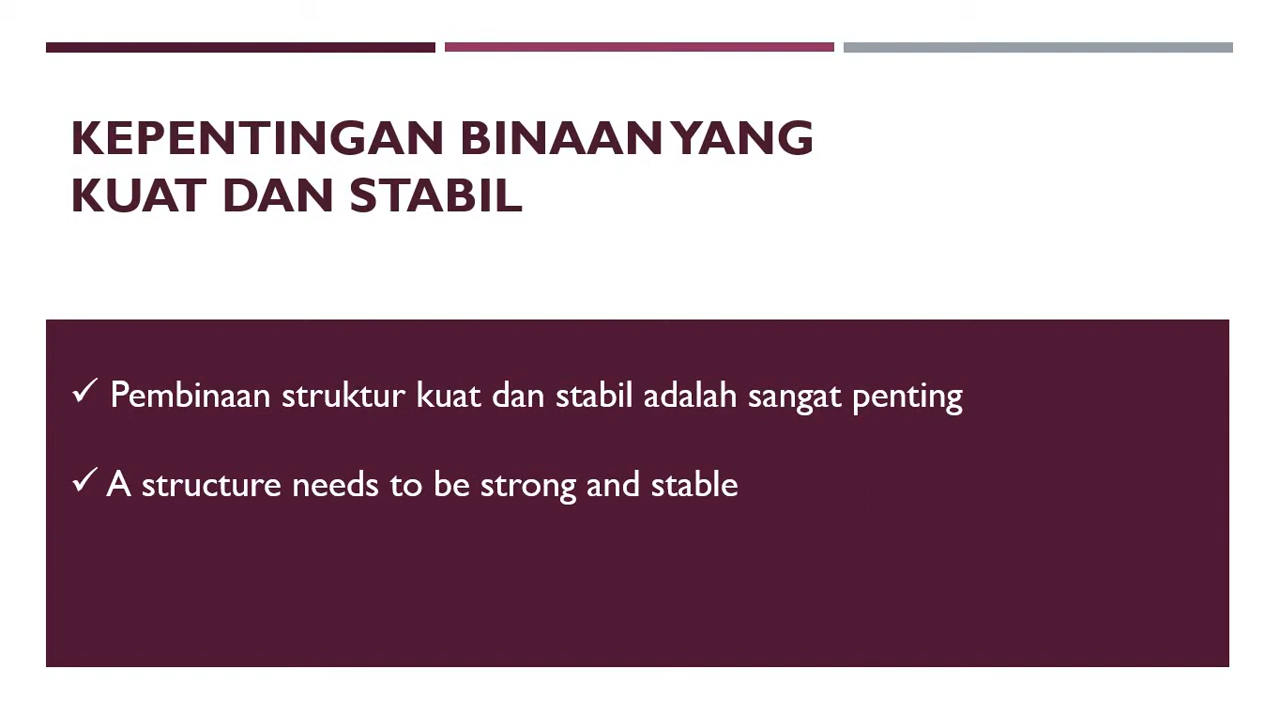 KEPENTINGAN BINAAN YANG
KUAT DAN STABIL
✓ Pembinaan struktur kuat dan stabil adalah sangat penting
✓ A structure needs to be strong and stable